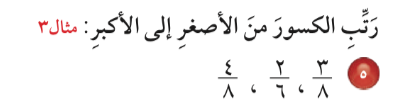 رَتِّبِ الكسورَ منَ الأصغرِ إلى الأكبرِ: مثال٣
٥ ٣/٨ ، ٢/٦ ، ٤/٨